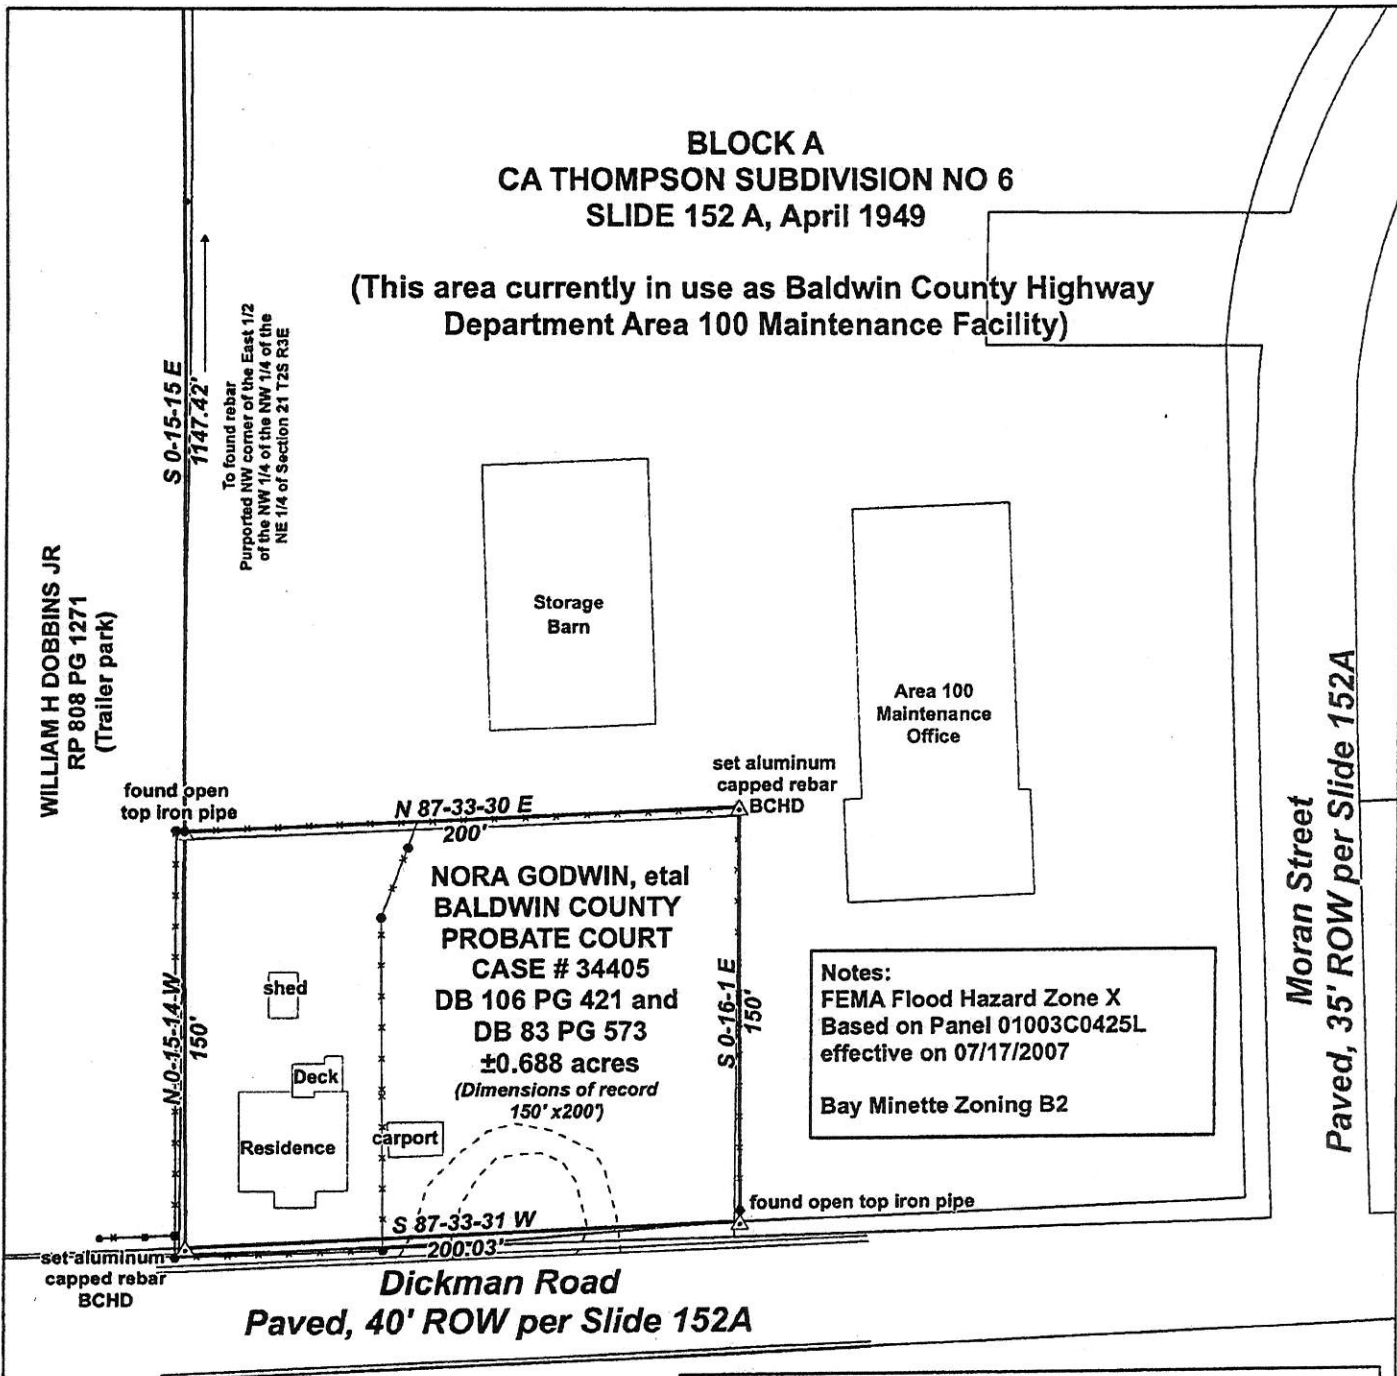 BLOCK A
CA THOMPSON SUBDIVISION NO 6
SLIDE 152 A, April 1949
(This area currently in use as Baldwin County Highway
Department Area 100 Maintenance Facility)
S 0-15-15 E
1147.42'
To found rebar
Purported NW corner of the East 1/2
of the NW 1/4 of the NW 1/4 of the
NE 1/4 of Section 21 T2S R3E
WILLIAM H DOBBINS JR
RP 808 PG 1271
(Trailer park)
Storage
Barn
Area 100
Maintenance
Office
found open
top iron pipe
N 87-33-30 E
200'
set aluminum
capped rebar
BCHD
NORA GODWIN, etal
BALDWIN COUNTY
PROBATE COURT
CASE # 34405
DB 106 PG 421 and
DB 83 PG 573
±0.688 acres
(Dimensions of record
150' x200')
N 0-15-14 W
150'
shed
Deck
Residence
carport
S 0-16-1 E
150'
Notes:
FEMA Flood Hazard Zone X
Based on Panel 01003C0425L
effective on 07/17/2007
Bay Minette Zoning B2
Moran Street
Paved, 35' ROW per Slide 152A
found open top iron pipe
S 87-33-31 W
200.03'
set aluminum
capped rebar
BCHD
Dickman Road
Paved, 40' ROW per Slide 152A